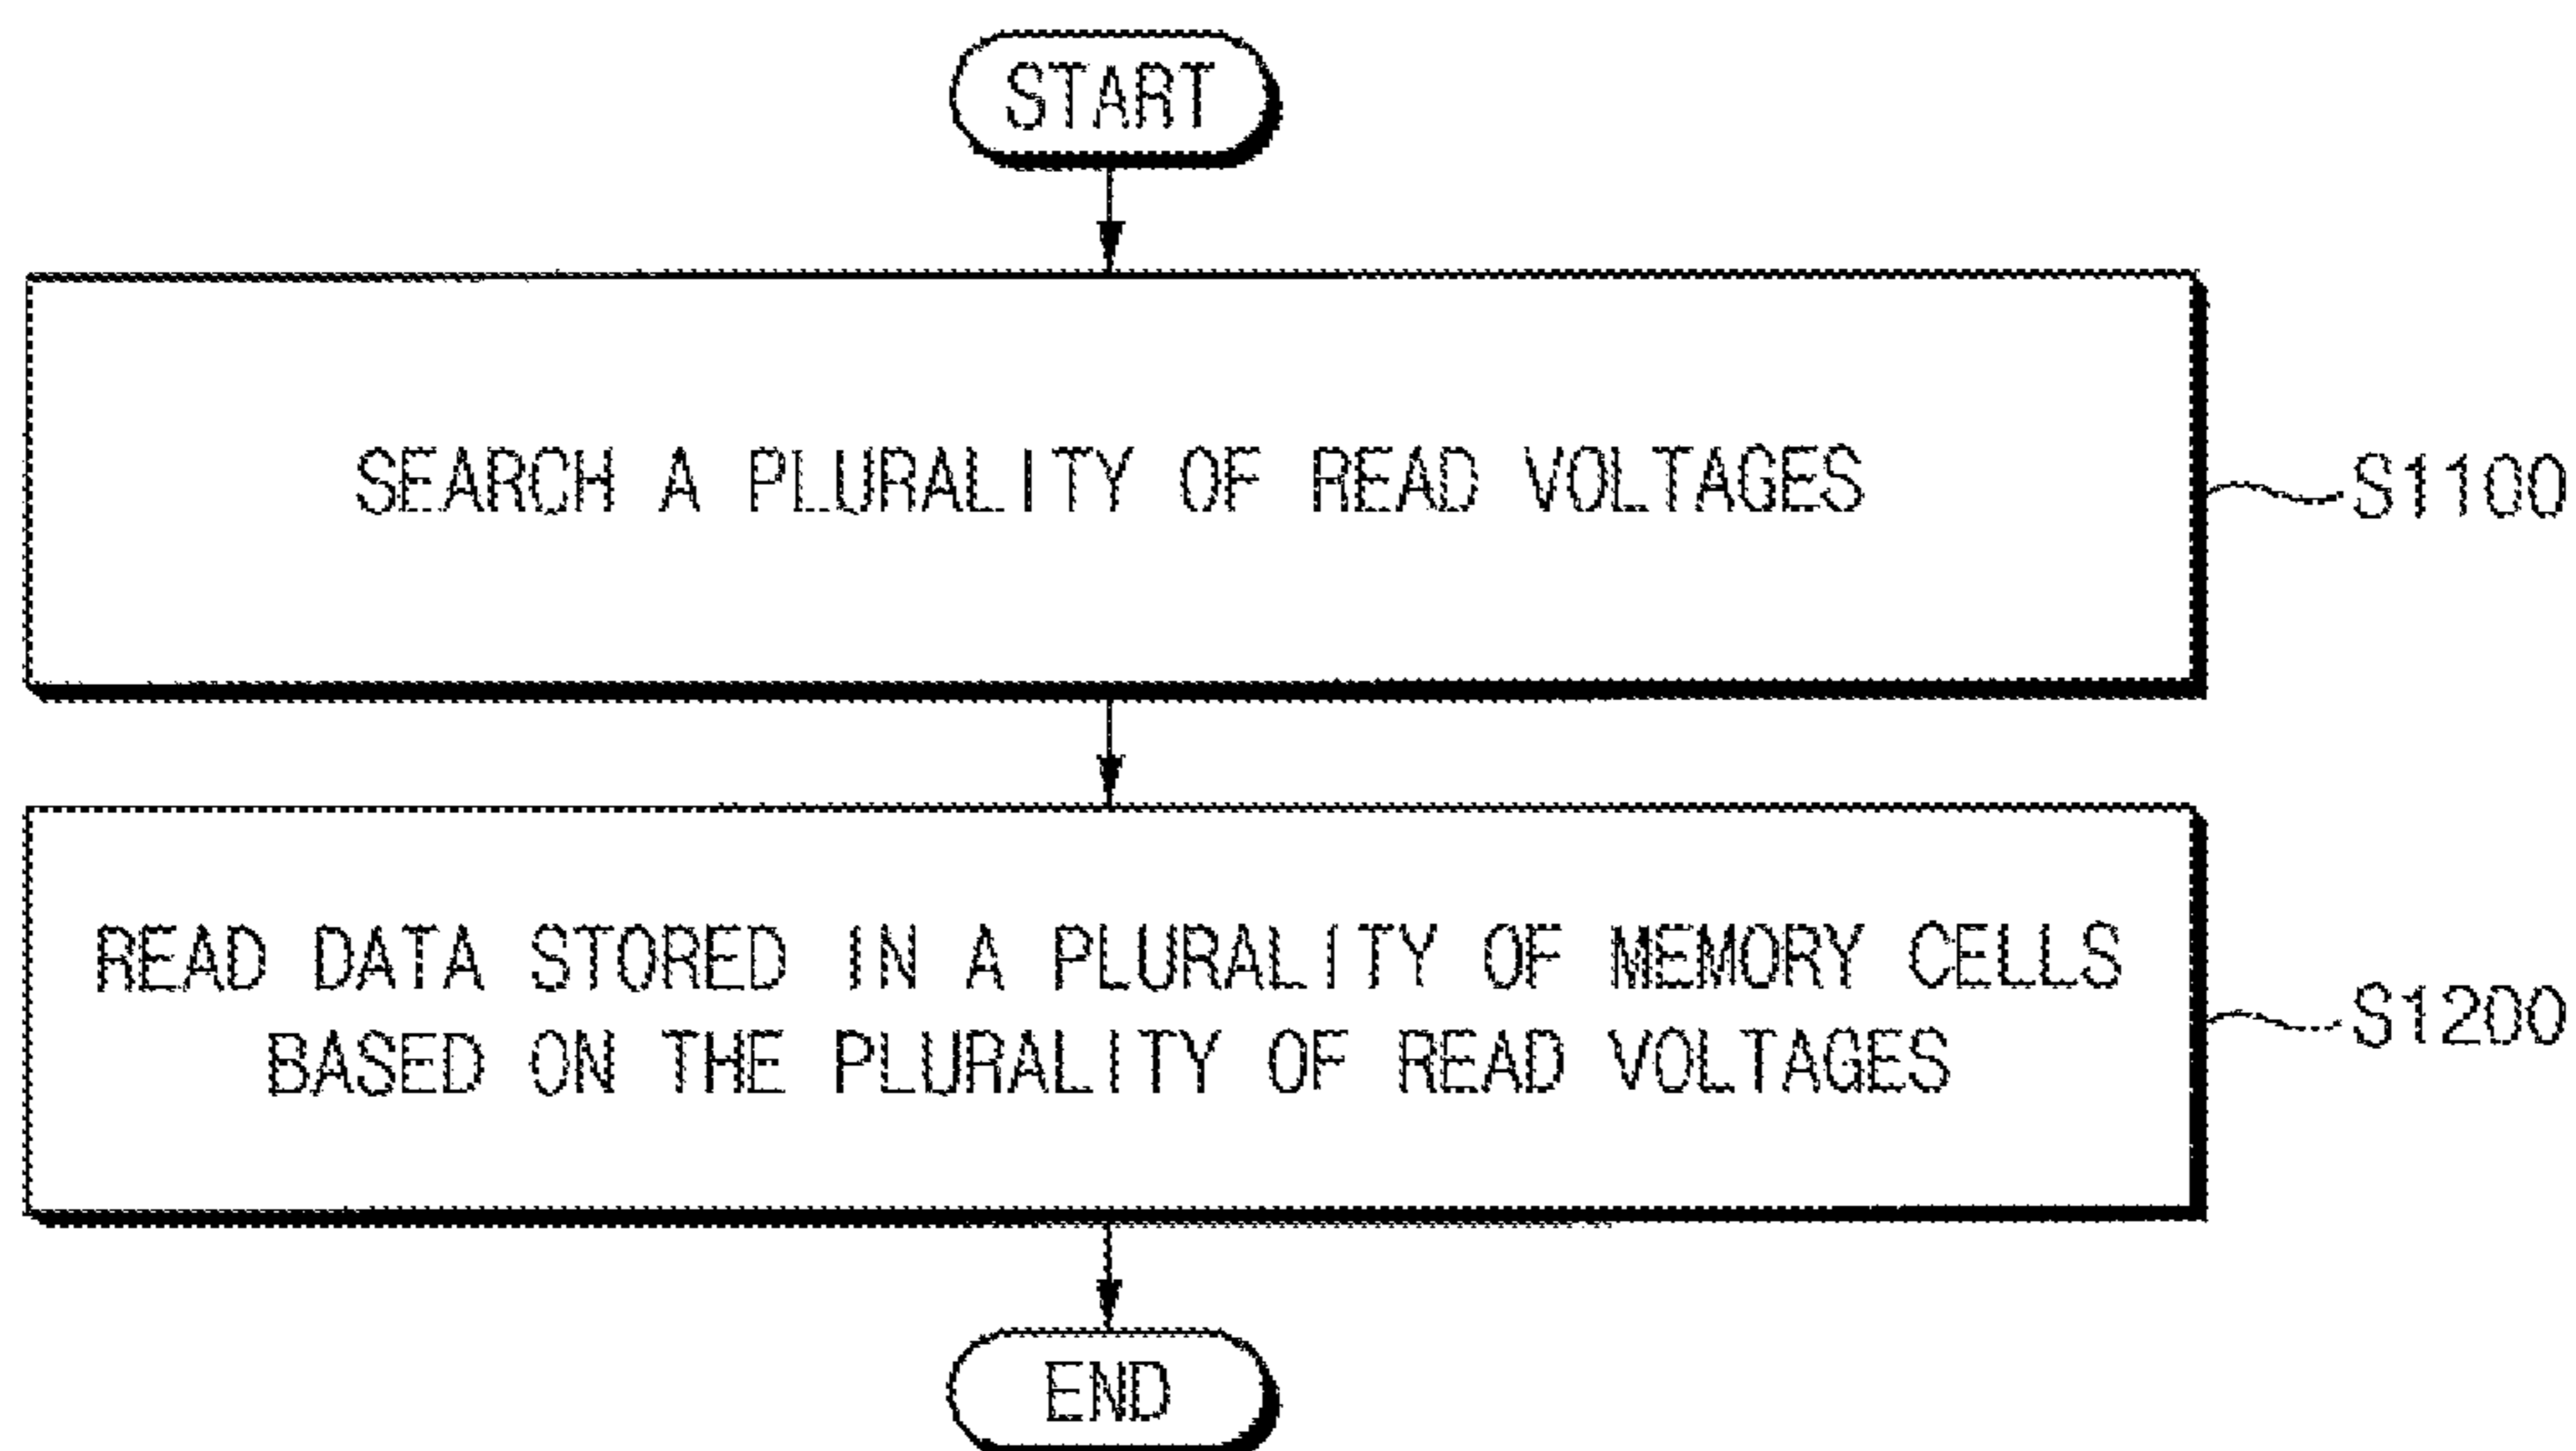 START
SEARCH A PLURALITY OF READ VOLTAGES
S1100
READ DATA STORED IN A PLURALITY OF MEMORY CELLS
BASED ON THE PLURALITY OF READ VOLTAGES
S1200
END